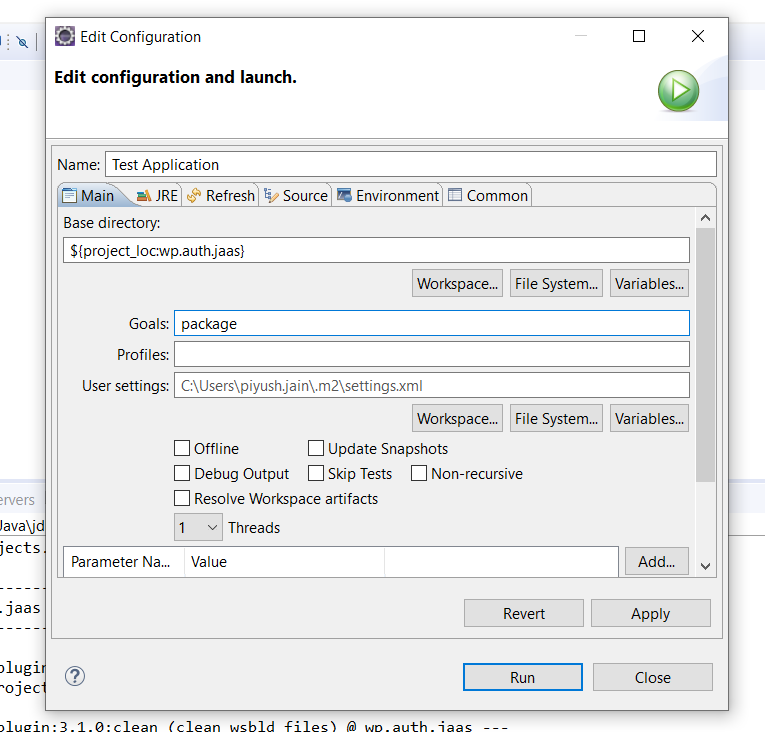 Edit Configuration
Edit configuration and launch.
Name: Test Application
Main JRE Refresh Source Environment Common
Base directory:
${project_loc:wp.auth.jaas}
Workspace... File System... Variables...
Goals: package
Profiles:
User settings: C:\Users\piyush.jain\.m2\settings.xml
Workspace... File System... Variables...
Offline Update Snapshots
Debug Output Skip Tests Non-recursive
Resolve Workspace artifacts
1 Threads
Parameter Na... Value Add...
Revert Apply
? Run Close
ervers
Java\jd
jects.
------
.jaas
------
plugin
roject
plugin:3.1.0:clean (clean wsbld files) @ wp.auth.jaas ---